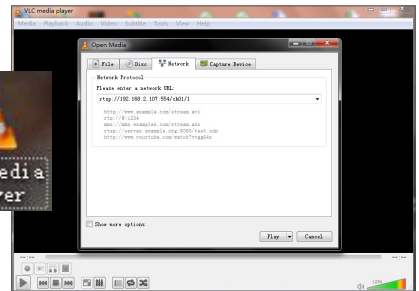 VLC media player
Media Playback Audio Video Subtitle Tools View Help
Open Media
File Disc Network Capture Device
Network Protocol
Please enter a network URL:
rtsp://192.168.2.107:554/ch01/1
http://www.example.com/stream.avi
rtp://@:1234
mms://mms.examples.com/stream.asx
rtsp://server.example.org:8080/test.sdp
http://www.yourtube.com/watch?v=gg64x
edia
er
Show more options
Play Cancel
--:-- --:--